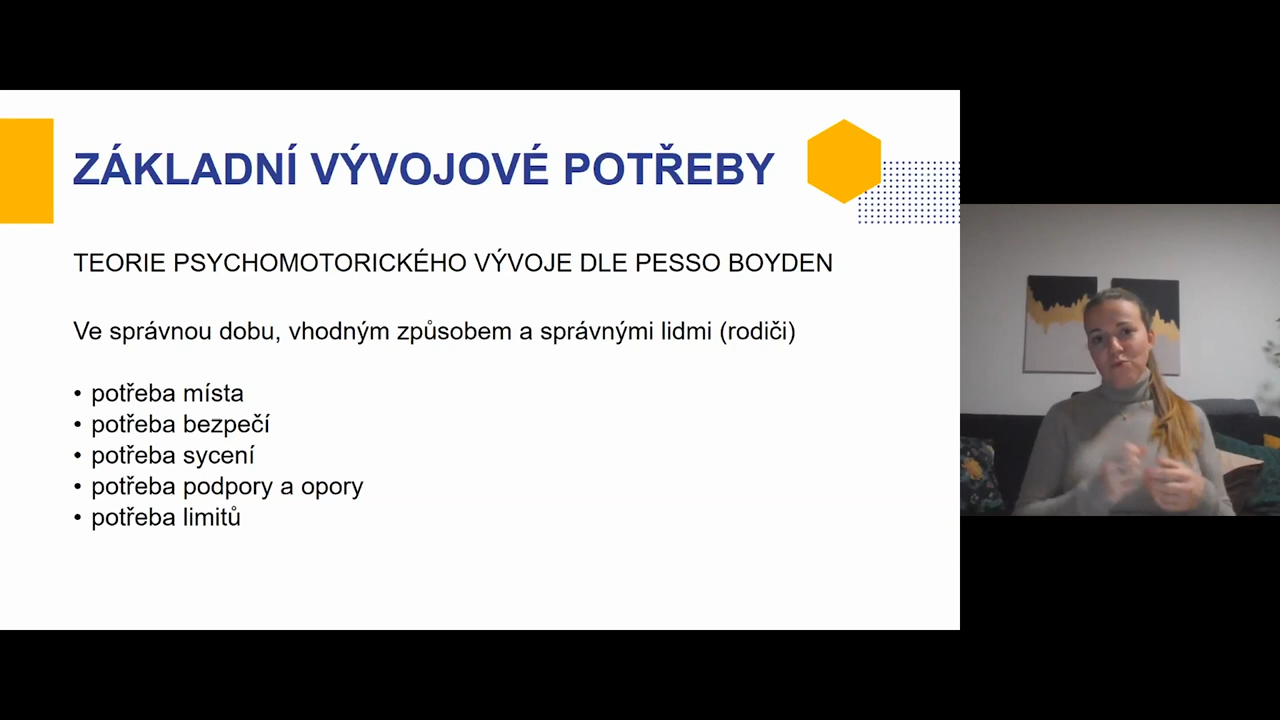 ZÁKLADNÍ VÝVOJOVÉ POTŘEBY
TEORIE PSYCHOMOTORICKÉHO VÝVOJE DLE PESSO BOYDEN
Ve správnou dobu, vhodným způsobem a správnými lidmi (rodiči)
• potřeba místa
• potřeba bezpečí
• potřeba sycení
• potřeba podpory a opory
• potřeba limitů